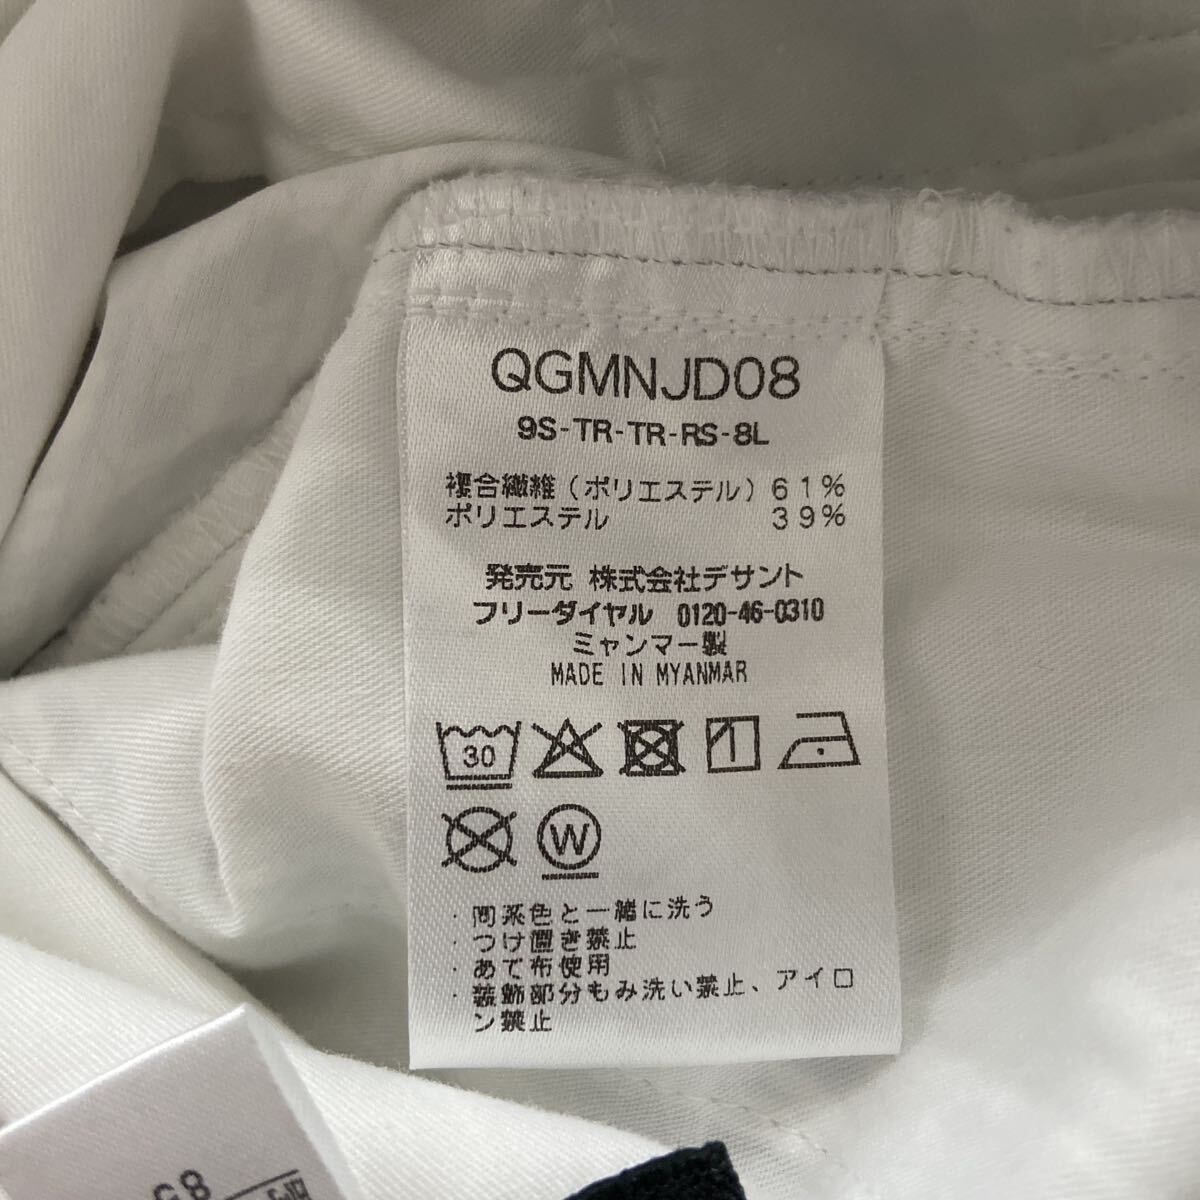 QGMNJD08
9S-TR-TR-RS-8L
複合繊維(ポリエステル) 61%
ポリエステル 39%
発売元 株式会社デサント
フリーダイヤル 0120-46-0310
ミャンマー製
MADE IN MYANMAR
30
W
・同系色と一緒に洗う
・つけ置き禁止
・あて布使用
・装飾部分もみ洗い禁止、アイロ
ン禁止